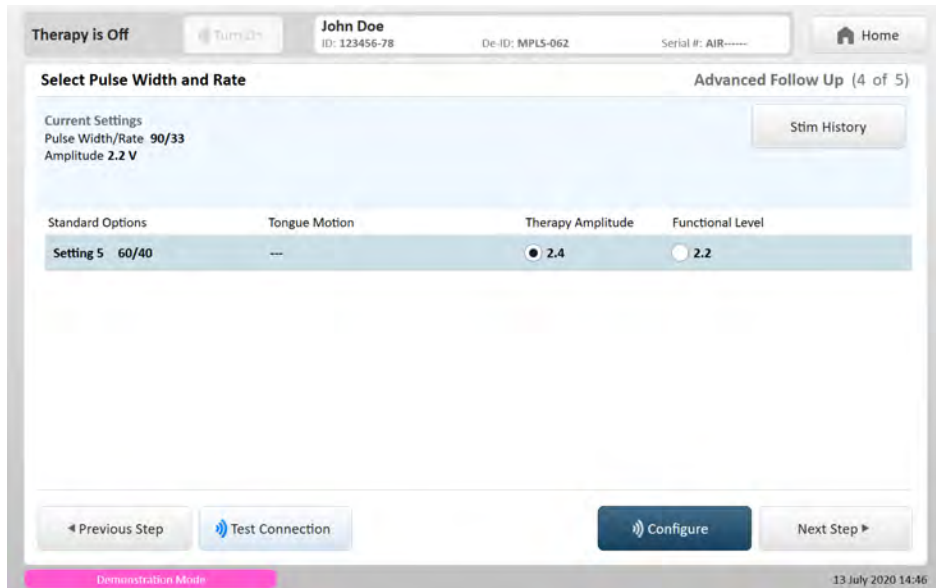 Therapy is Off
Turn On
John Doe
ID: 123456-78 De-ID: MPLS-062 Serial #: AIR------
Home
Select Pulse Width and Rate
Advanced Follow Up (4 of 5)
Current Settings
Pulse Width/Rate 90/33
Amplitude 2.2 V
Stim History
Standard Options Tongue Motion Therapy Amplitude Functional Level
Setting 5 60/40 --- 2.4 2.2
Previous Step
Test Connection
Configure
Next Step
Demonstration Mode
13 July 2020 14:46